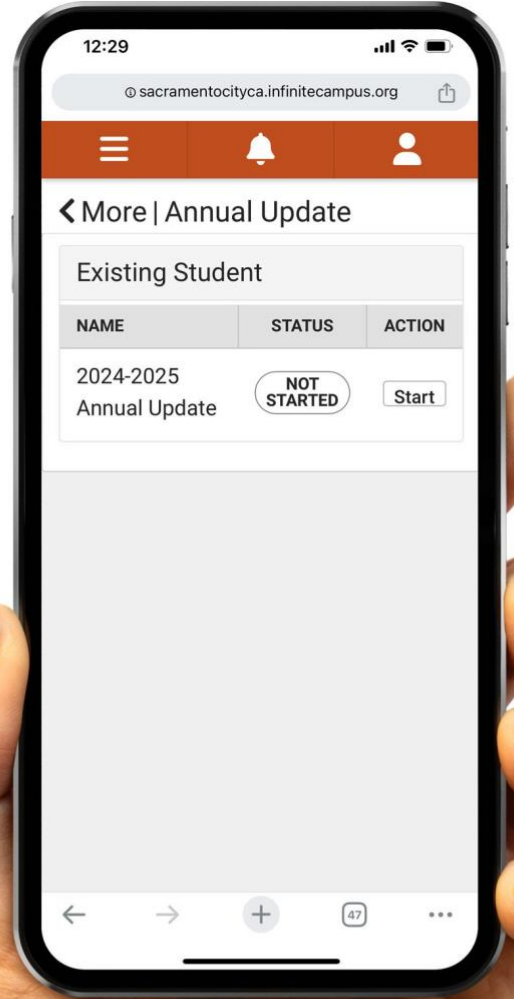 12:29
sacramentocityca.infinitecampus.org
More | Annual Update
Existing Student
NAME STATUS ACTION
2024-2025 Annual Update NOT STARTED Start
47